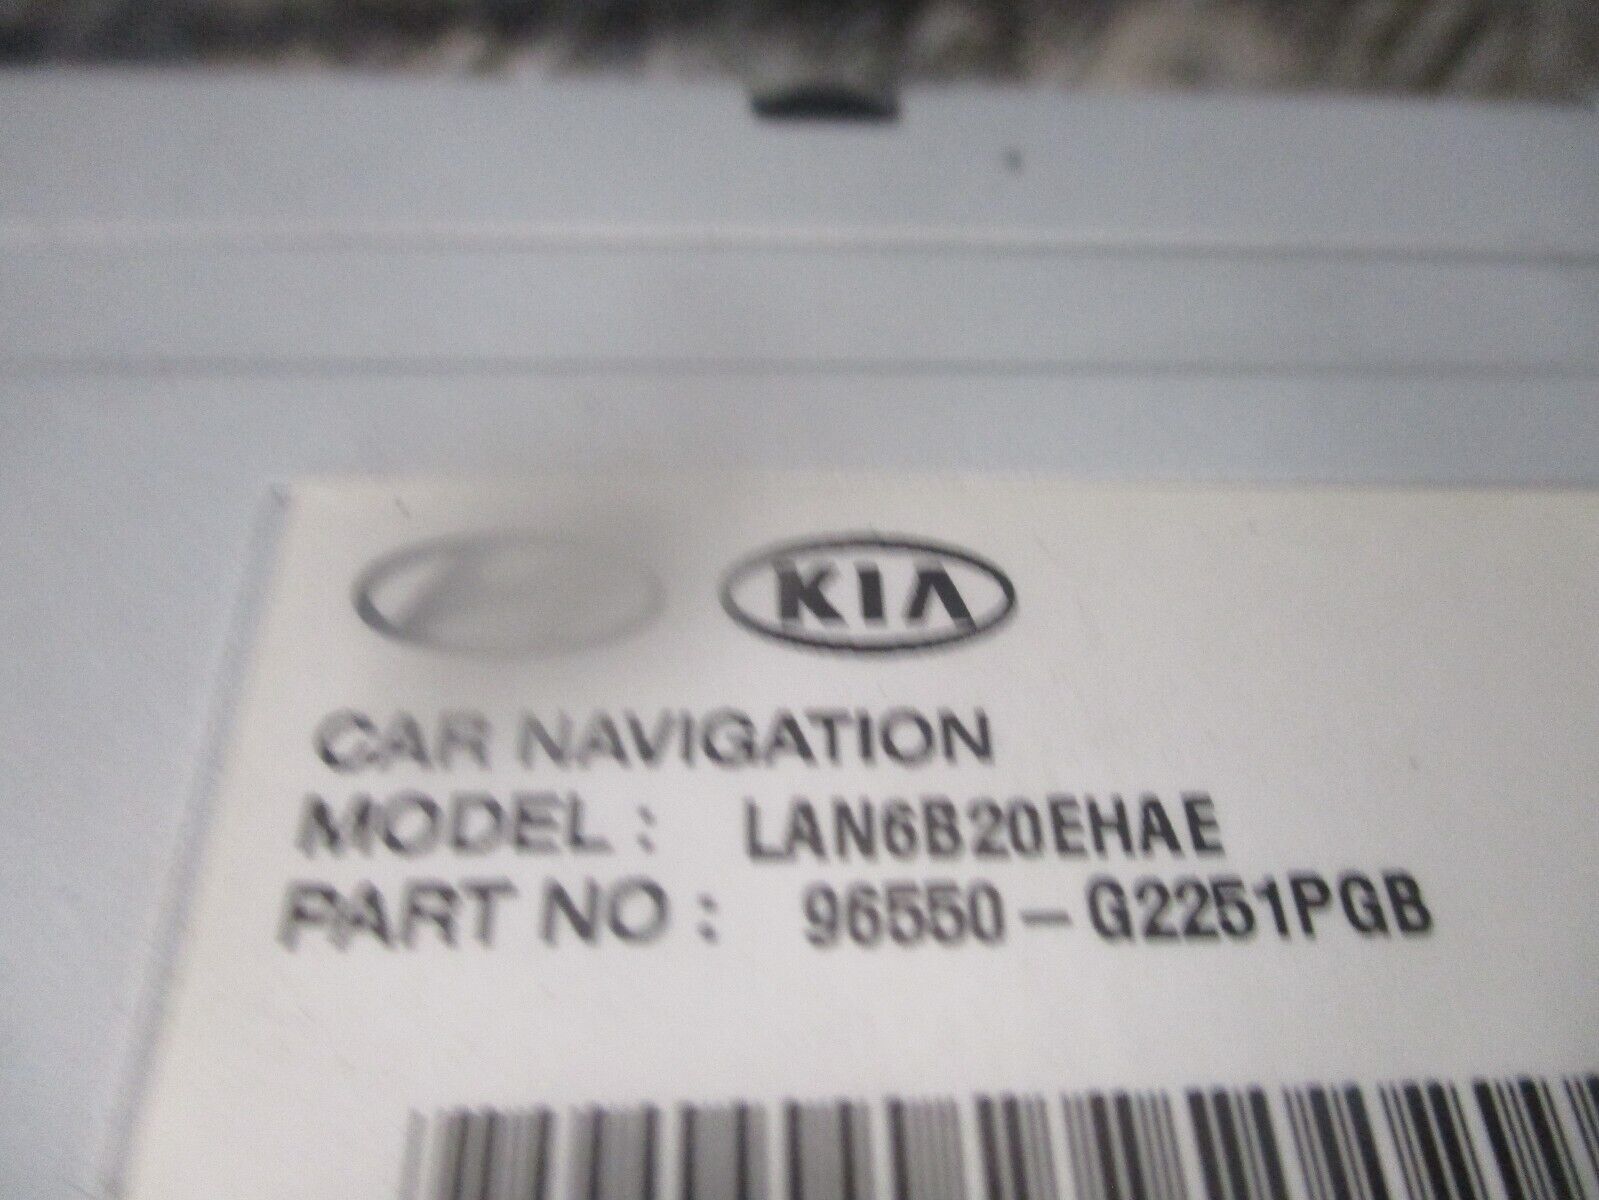 KIA
CAR NAVIGATION
MODEL : LAN6B20EHAE
PART NO : 96550-G2251PGB